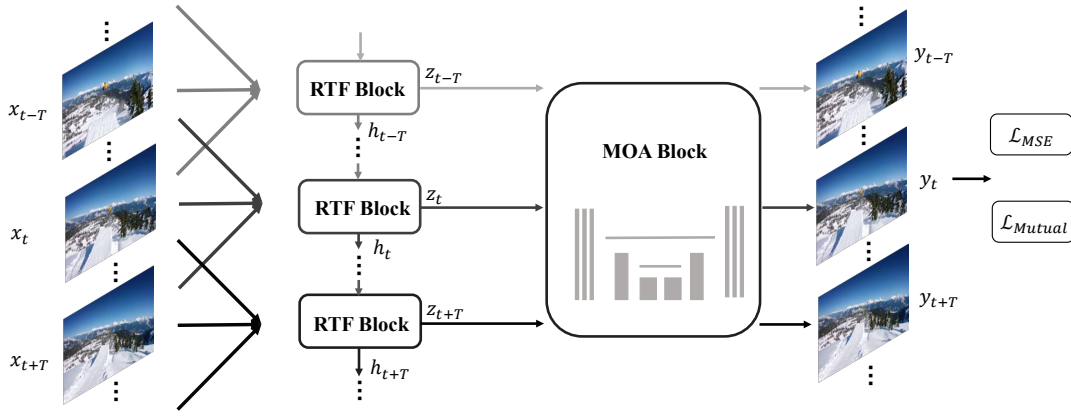 x_{t-T}
x_t
x_{t+T}
RTF Block
z_{t-T}
h_{t-T}
RTF Block
z_t
h_t
RTF Block
z_{t+T}
h_{t+T}
MOA Block
y_{t-T}
y_t
y_{t+T}
ℒ_{MSE}
ℒ_{Mutual}